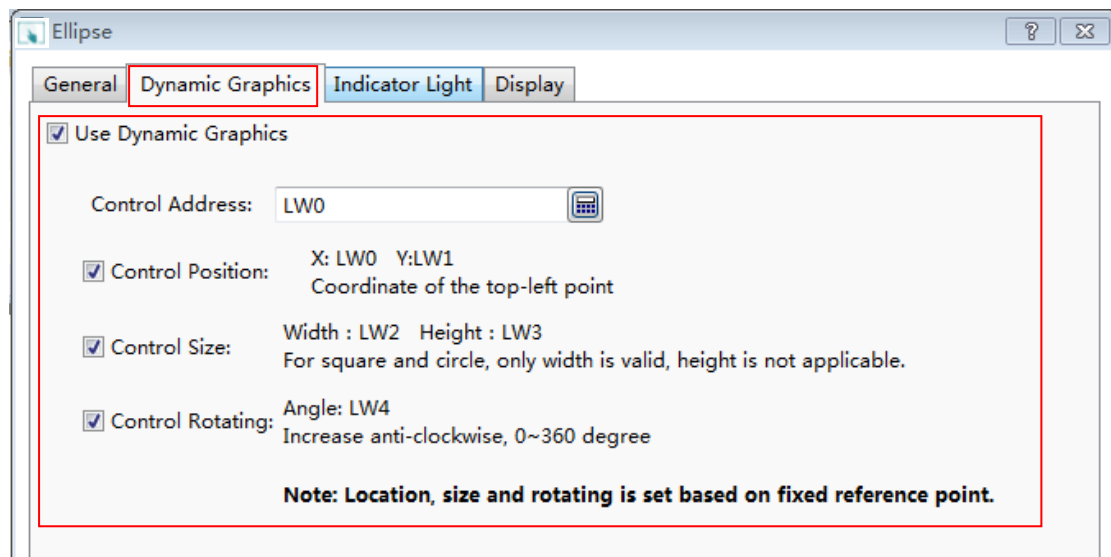 Ellipse
General Dynamic Graphics Indicator Light Display
Use Dynamic Graphics
Control Address: LW0
Control Position: X: LW0 Y:LW1
Coordinate of the top-left point
Control Size: Width : LW2 Height : LW3
For square and circle, only width is valid, height is not applicable.
Control Rotating: Angle: LW4
Increase anti-clockwise, 0~360 degree
Note: Location, size and rotating is set based on fixed reference point.